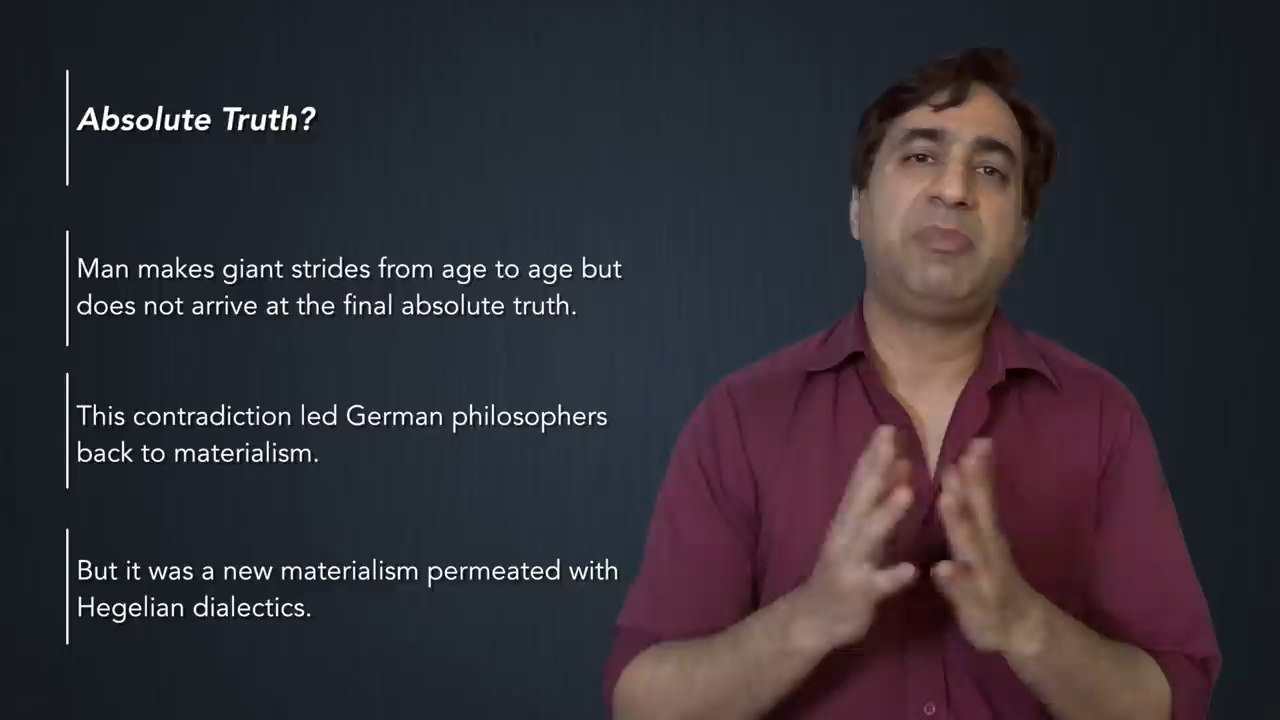 Absolute Truth?
Man makes giant strides from age to age but
does not arrive at the final absolute truth.
This contradiction led German philosophers
back to materialism.
But it was a new materialism permeated with
Hegelian dialectics.